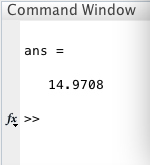 Command Window
ans =
14.9708
fx >>